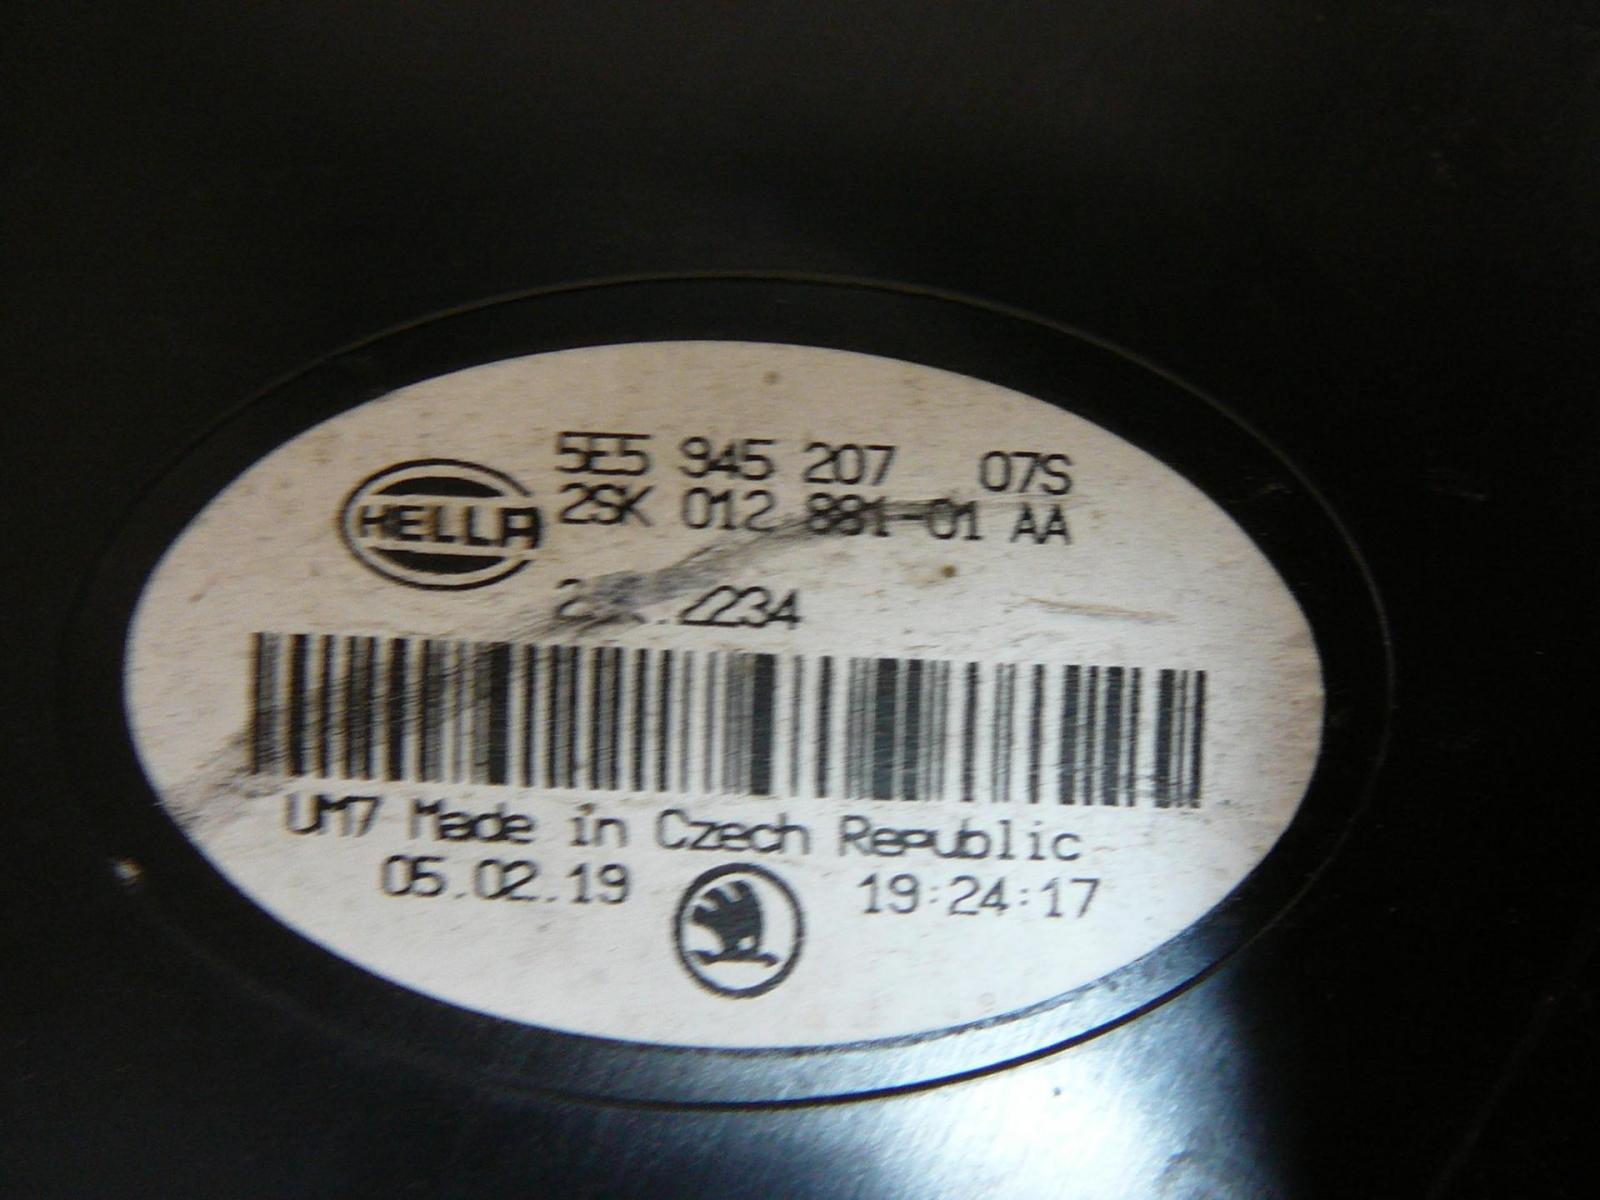 5E5 945 207 07S
HELLA
2SK 012 881-01 AA
UM7 Made in Czech Republic
05.02.19 19:24:17